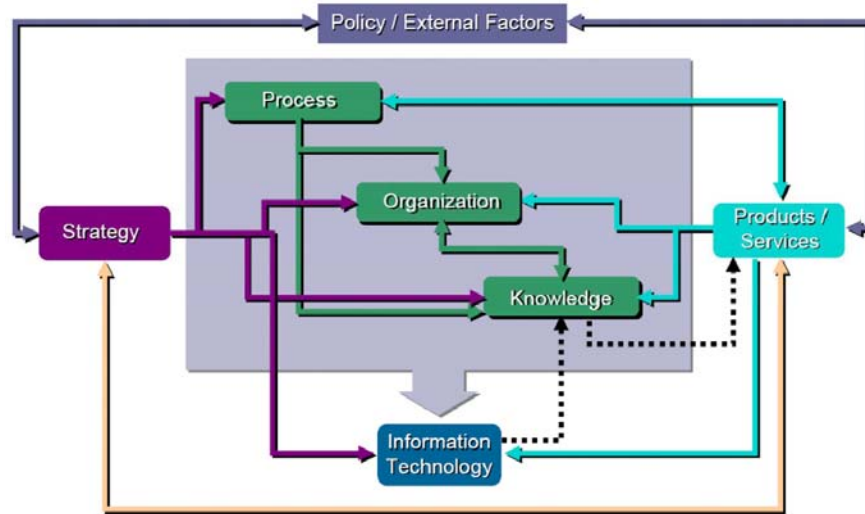 Policy / External Factors
Process
Organization
Strategy
Products /
Services
Knowledge
Information
Technology